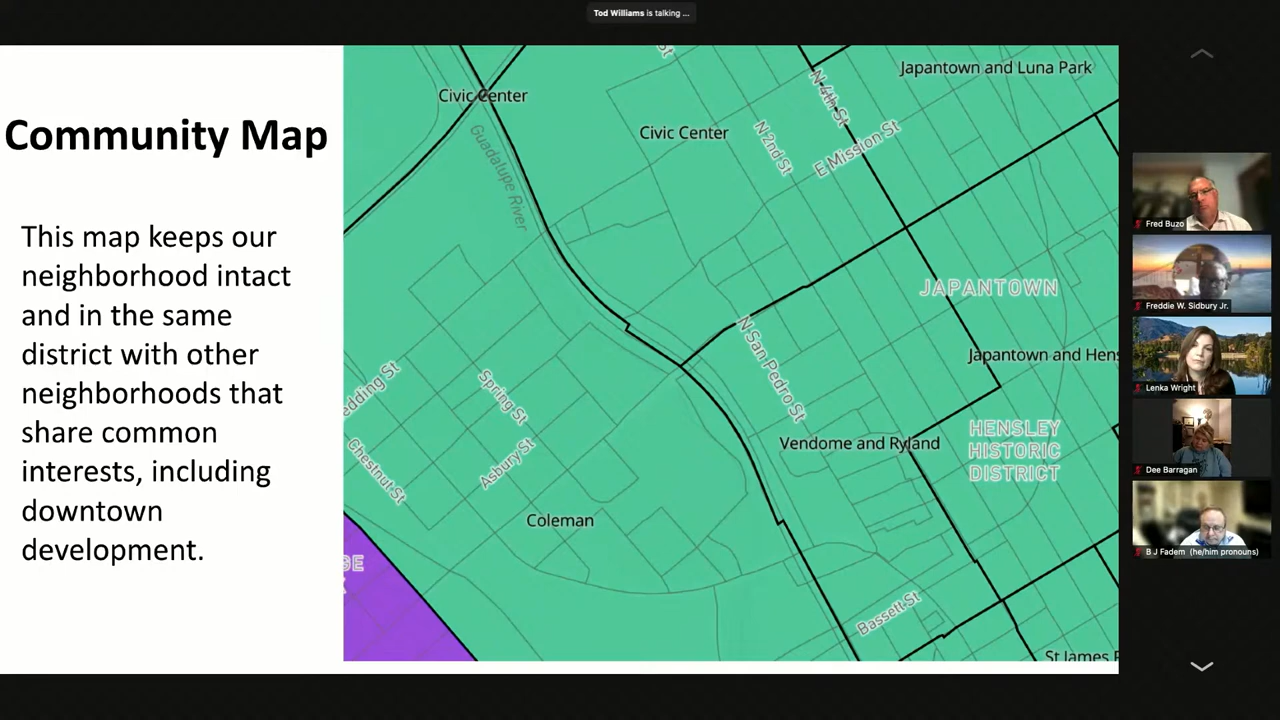 Tod Williams is talking ...
Community Map
This map keeps our
neighborhood intact
and in the same
district with other
neighborhoods that
share common
interests, including
downtown
development.
Civic Center
Guadalupe River
Civic Center
St
N 2nd St
N 4th St
E Mission St
Japantown and Luna Park
JAPANTOWN
Japantown and Hens
N San Pedro St
edding St
Spring St
Asbury St
Chestnut St
Vendome and Ryland
HENSLEY
HISTORIC
DISTRICT
Coleman
GE
Bassett St
St James P
Fred Buzo
Freddie W. Sidbury Jr.
Lenka Wright
Dee Barragan
B J Fadem (he/him pronouns)